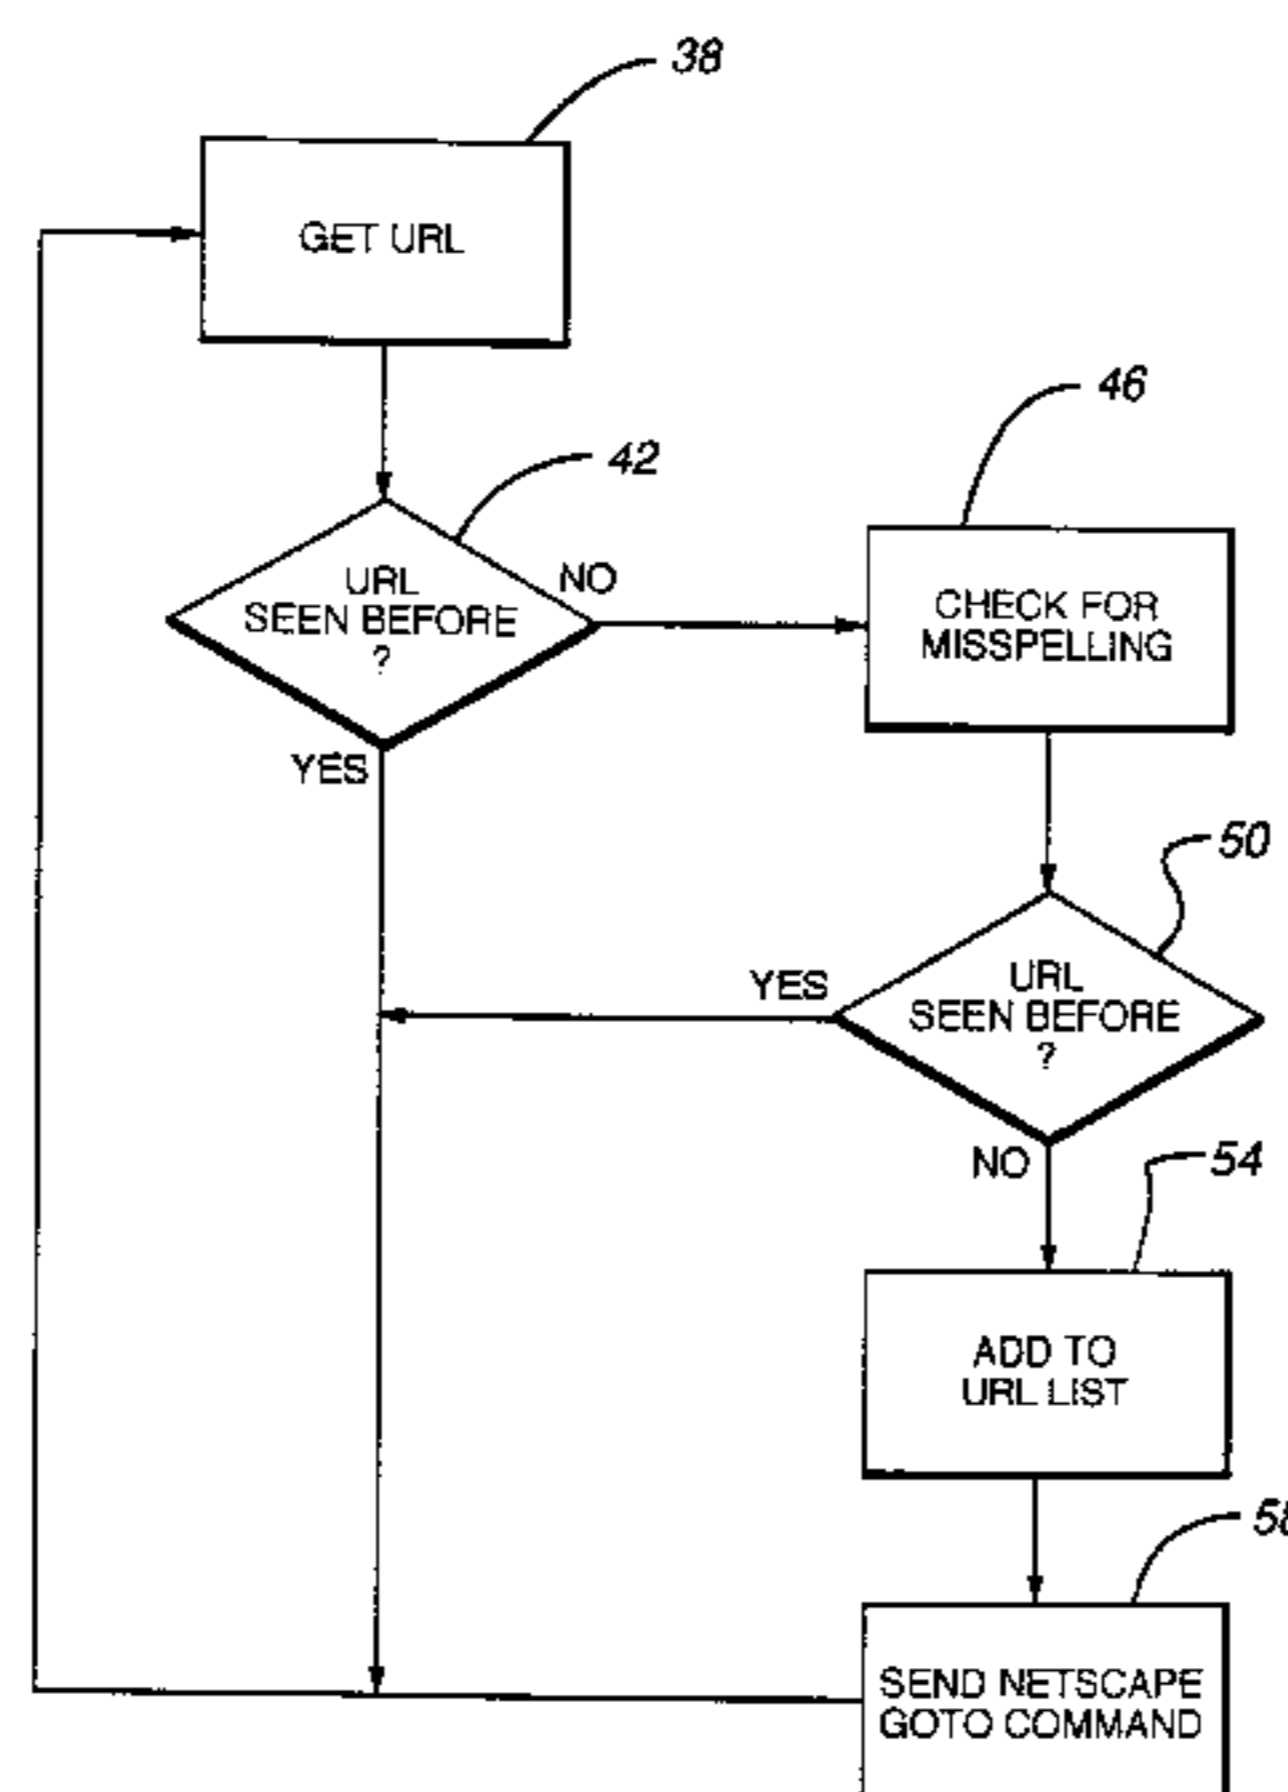 38
GET URL
42
URL
SEEN BEFORE
?
NO
YES
46
CHECK FOR
MISSPELLING
50
URL
SEEN BEFORE
?
YES
NO
54
ADD TO
URL LIST
58
SEND NETSCAPE
GOTO COMMAND